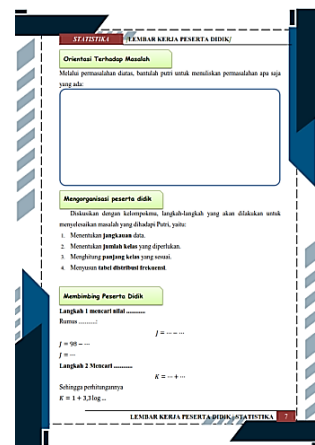 STATISTIKA LEMBAR KERJA PESERTA DIDIK/
Orientasi Terhadap Masalah
Melalui permasalahan diatas, bantulah putri untuk menuliskan permasalahan apa saja
yang ada:
Mengorganisasi peserta didik
Diskusikan dengan kelompokmu, langkah-langkah yang akan dilakukan untuk
menyelesaikan masalah yang dihadapi Putri, yaitu:
1. Menentukan jangkauan data.
2. Menentukan jumlah kelas yang diperlukan.
3. Menghitung panjang kelas yang sesuai.
4. Menyusun tabel distribusi frekuensi.
Membimbing Peserta Didik
Langkah 1 mencari nilai ...........
Rumus ..........:
J = ... − ...
J = 98 − ...
J = ...
Langkah 2 Mencari ...........
K = ... + ...
Sehingga perhitungannya
K = 1 + 3,3 log ...
LEMBAR KERJA PESERTA DIDIK/ STATISTIKA 7